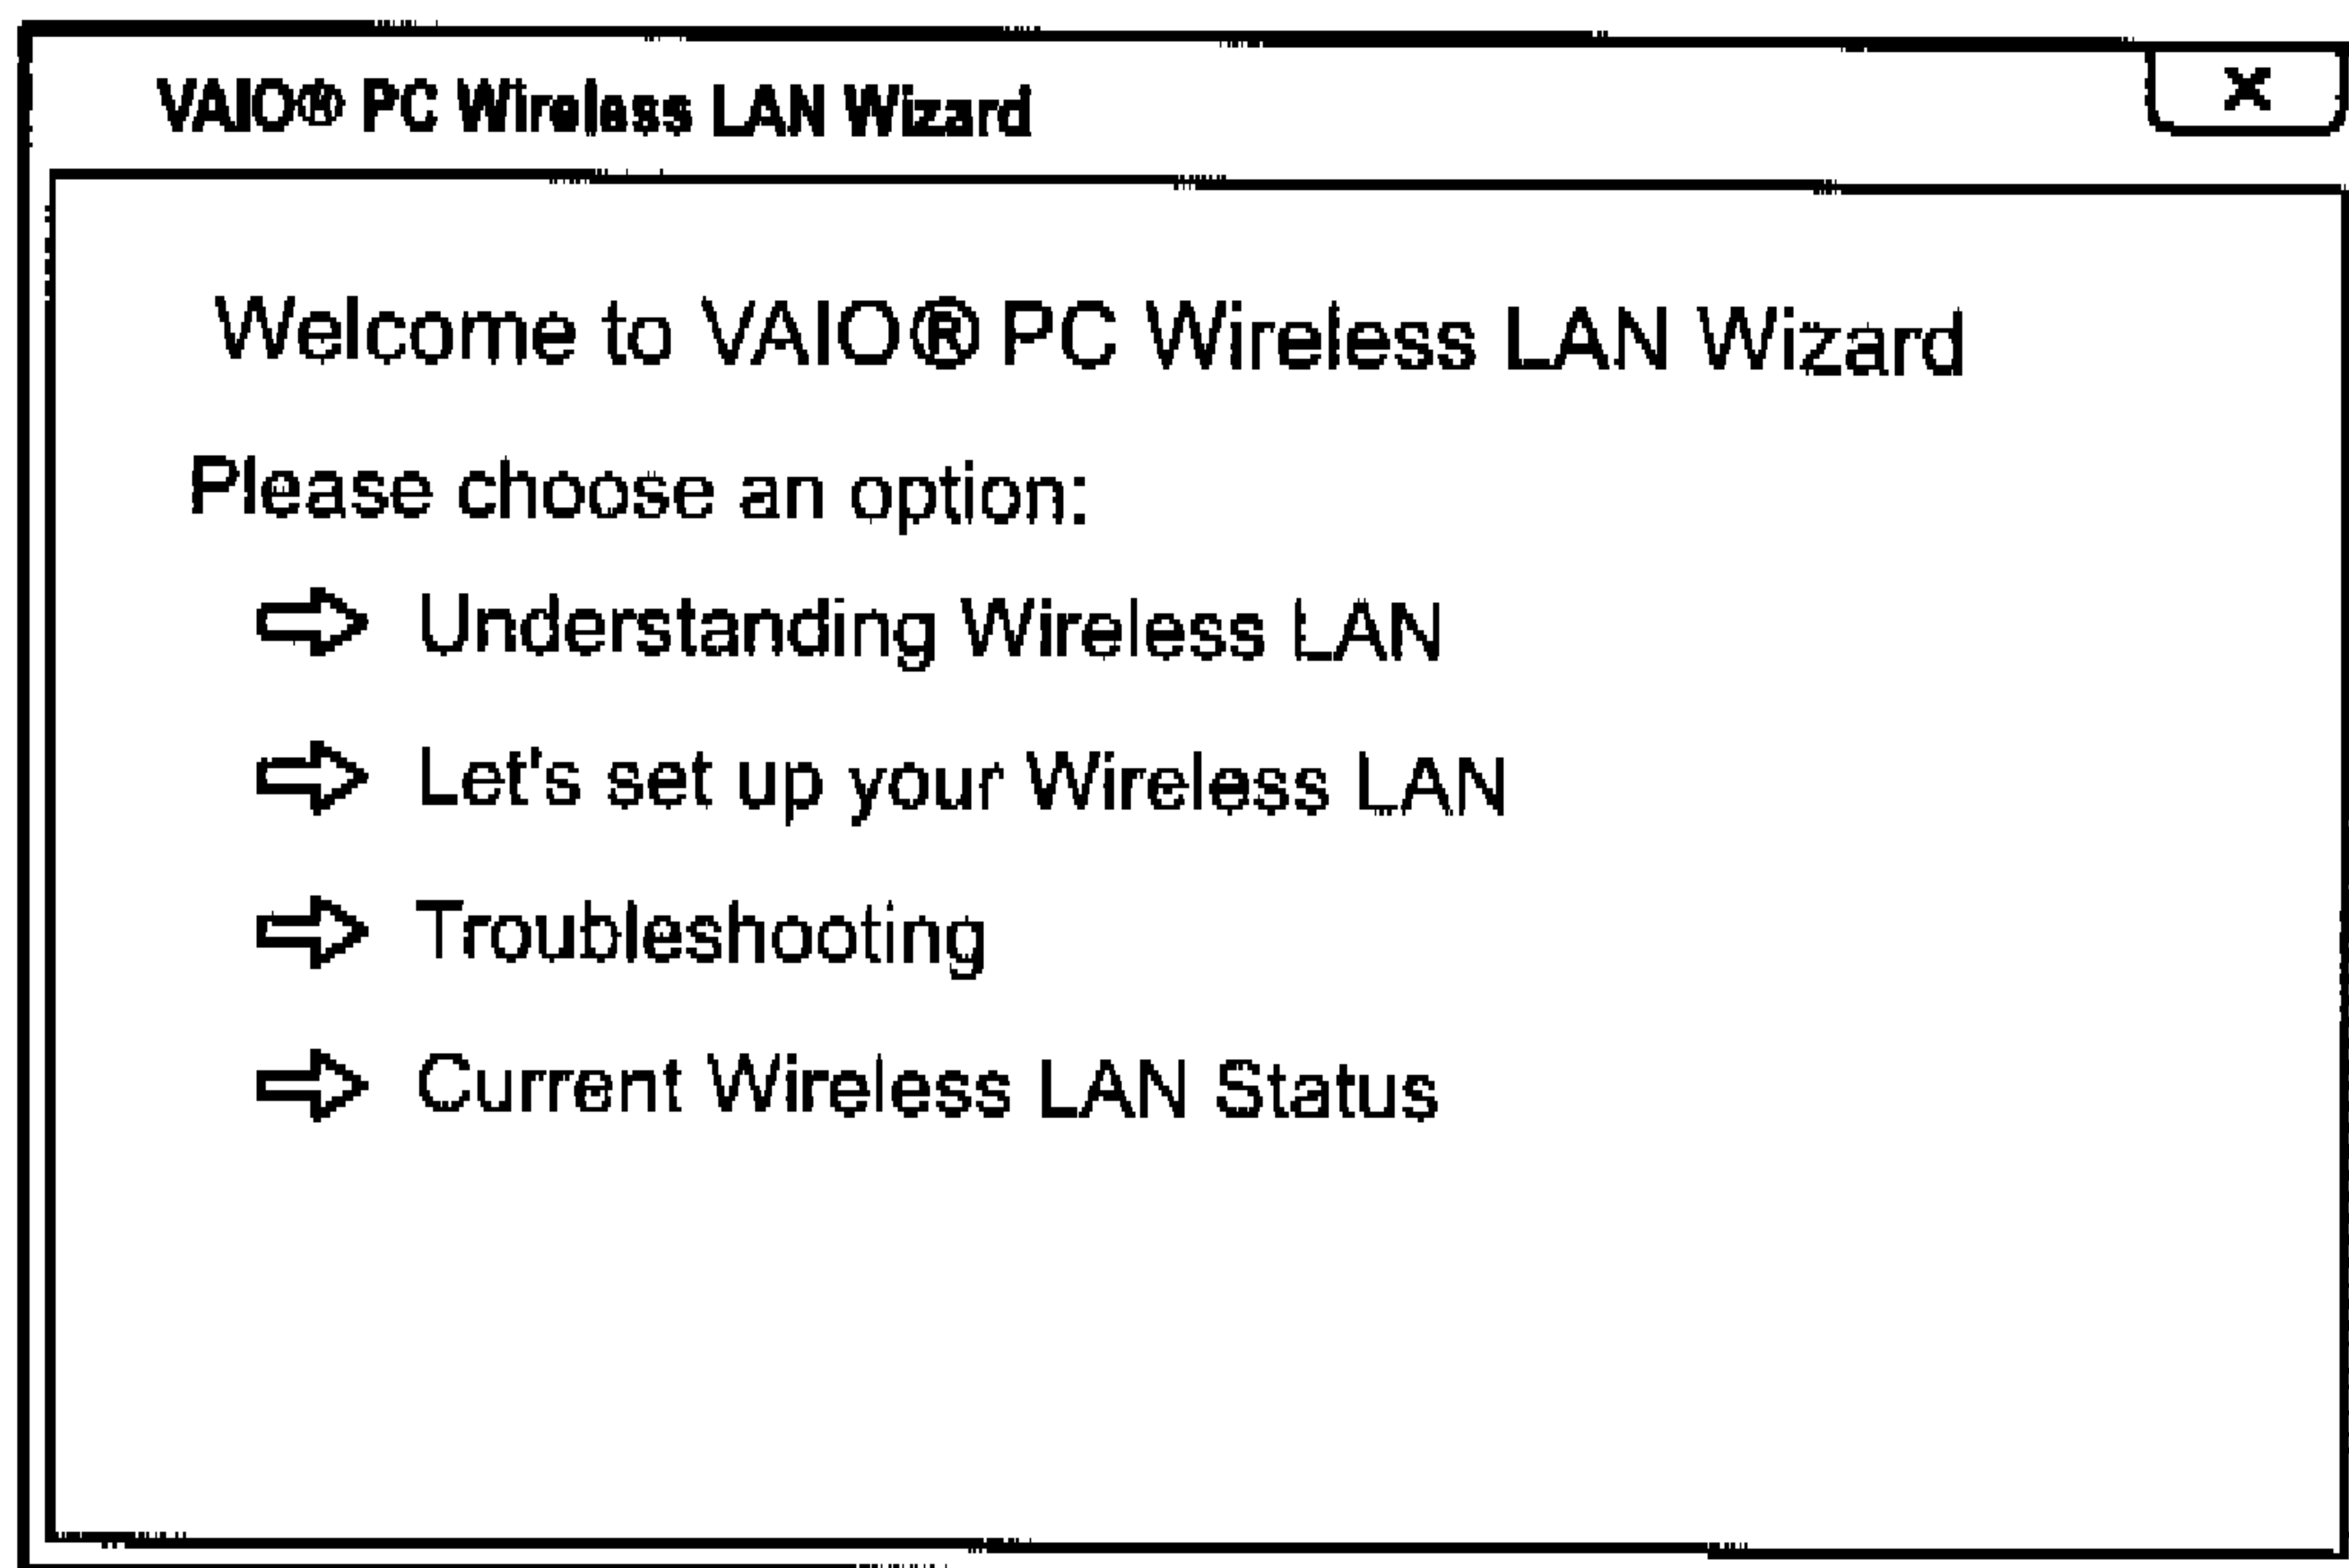 VAIO® PC Wireless LAN Wizard
Welcome to VAIO® PC Wireless LAN Wizard
Please choose an option:
Understanding Wireless LAN
Let's set up your Wireless LAN
Troubleshooting
Current Wireless LAN Status